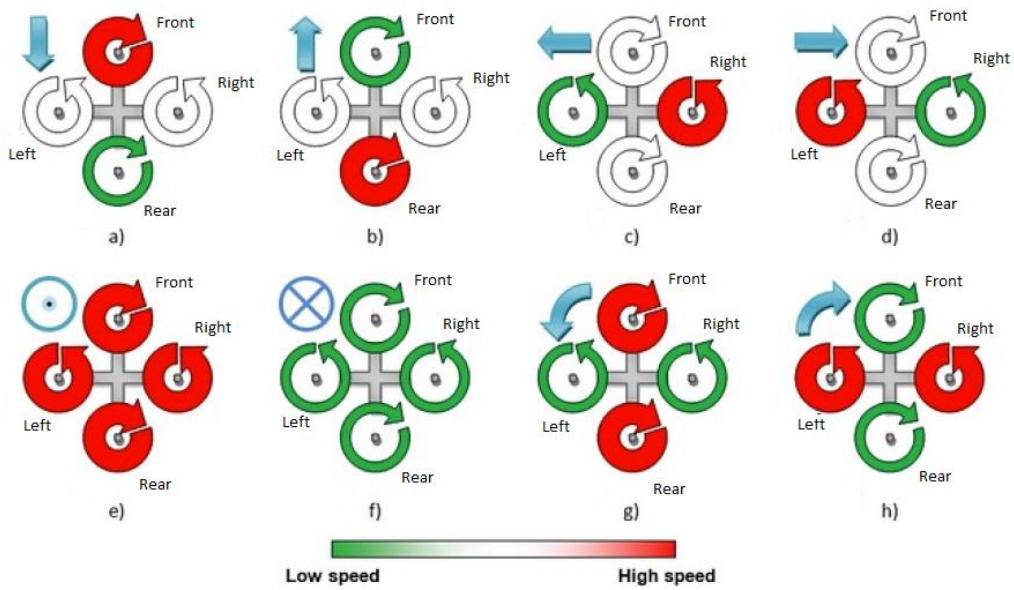 Front
Right
Left
Rear
a)
Front
Right
Left
Rear
b)
Front
Right
Left
Rear
c)
Front
Right
Left
Rear
d)
Front
Right
Left
Rear
e)
Front
Right
Left
Rear
f)
Front
Right
Left
Rear
g)
Front
Right
Left
Rear
h)
Low speed
High speed